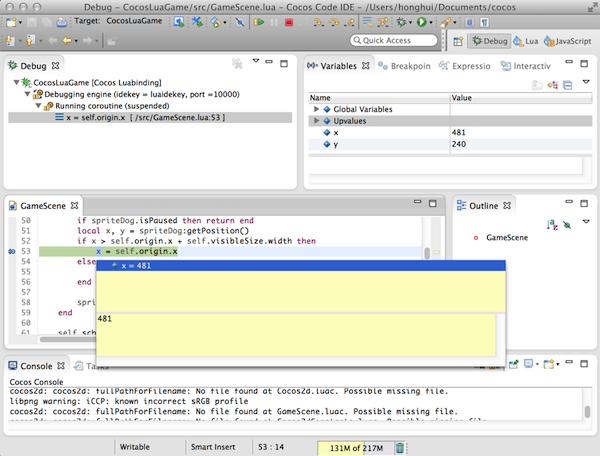 Debug – CocosLuaGame/src/GameScene.lua – Cocos Code IDE – /Users/honghui/Documents/cocos
Target: CocosLuaGame
Quick Access
Debug
Lua
JavaScript
Debug
CocosLuaGame [Cocos Luabinding]
Debugging engine (idekey = luaidekey, port =10000)
Running coroutine (suspended)
x = self.origin.x [ /src/GameScene.lua:53 ]
Variables
Breakpoin
Expressio
Interactiv
Name Value
Global Variables
Upvalues
x 481
y 240
GameScene
50 if spriteDog.isPaused then return end
51 local x, y = spriteDog:getPosition()
52 if x > self.origin.x + self.visibleSize.width then
53 x = self.origin.x
54 else
55
56 end
57
58 spri
59 end
60
61 self sch
x = 481
481
Outline
GameScene
Console
Tasks
Cocos Console
cocos2d: cocos2d: fullPathForFilename: No file found at Cocos2d.luac. Possible missing file.
libpng warning: iCCP: known incorrect sRGB profile
cocos2d: cocos2d: fullPathForFilename: No file found at GameScene.luac. Possible missing file.
Writable
Smart Insert
53 : 14
131M of 217M